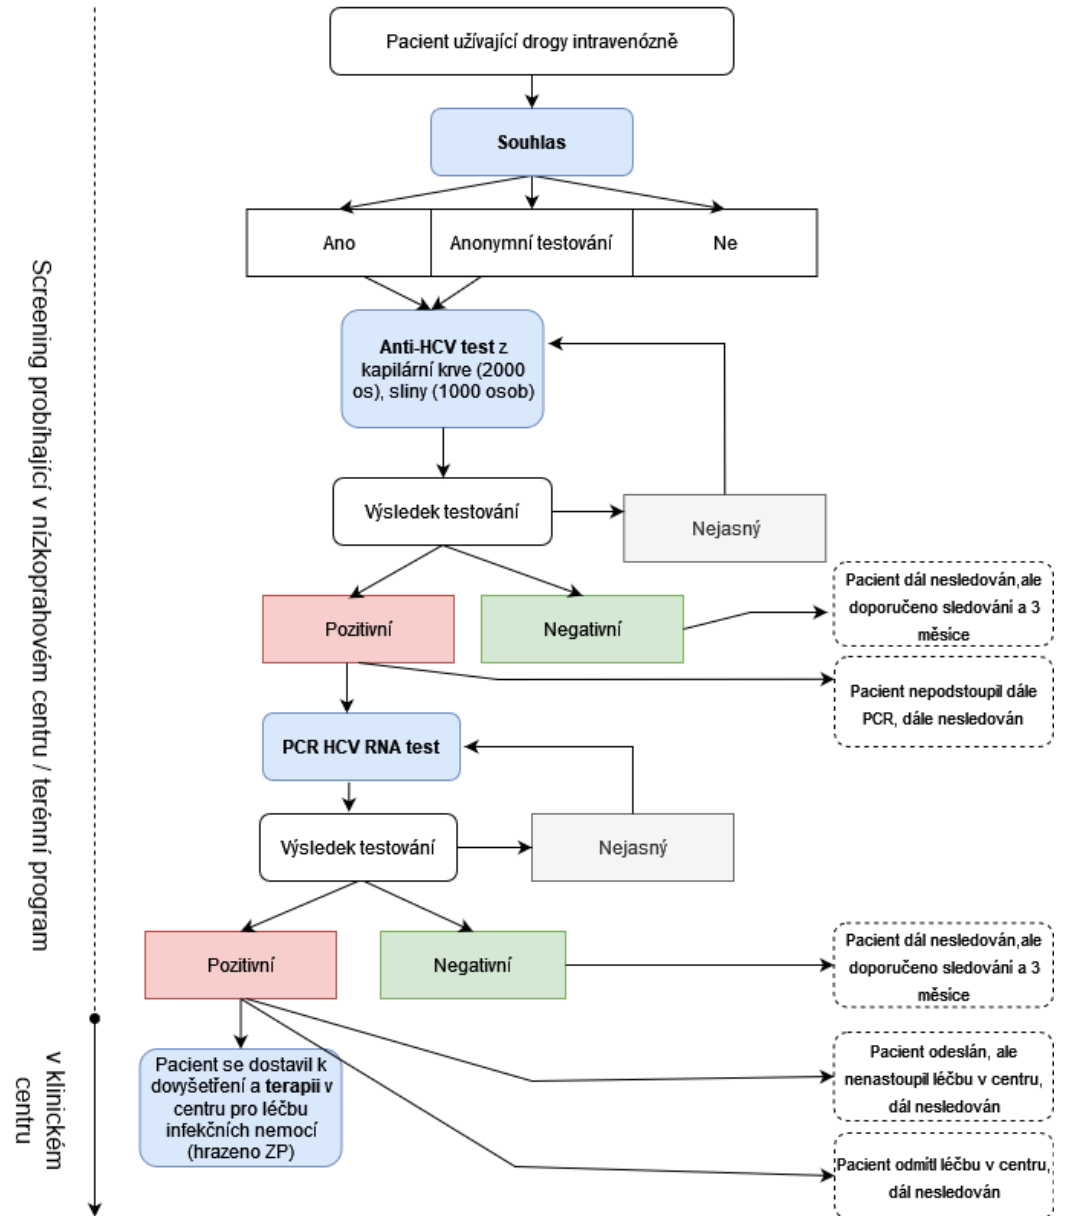 Pacient užívající drogy intravenózně
Souhlas
Ano
Anonymní testování
Ne
Anti-HCV test z
kapilární krve (2000
os), sliny (1000 osob)
Výsledek testování
Nejasný
Pozitivní
Negativní
Pacient dál nesledován,ale
doporučeno sledování a 3
měsíce
Pacient nepodstoupil dále
PCR, dále nesledován
PCR HCV RNA test
Výsledek testování
Nejasný
Pozitivní
Negativní
Pacient dál nesledován,ale
doporučeno sledování a 3
měsíce
Pacient se dostavil k
dovyšetření a terapii v
centru pro léčbu
infekčních nemocí
(hrazeno ZP)
Pacient odeslán, ale
nenastoupil léčbu v centru,
dál nesledován
Pacient odmítl léčbu v centru,
dál nesledován
Screening probíhající v nízkoprahovém centru / terénní program
v klinickém
centru